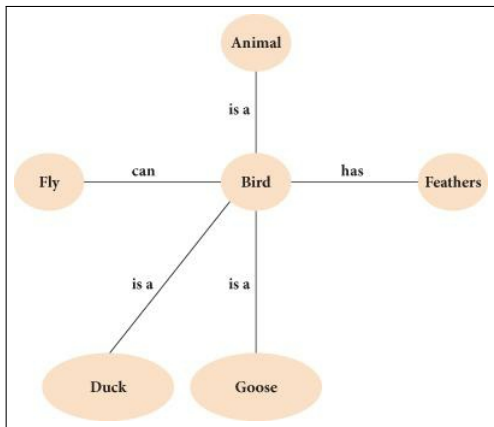 Animal
is a
Fly
can
Bird
has
Feathers
is a
is a
Duck
Goose